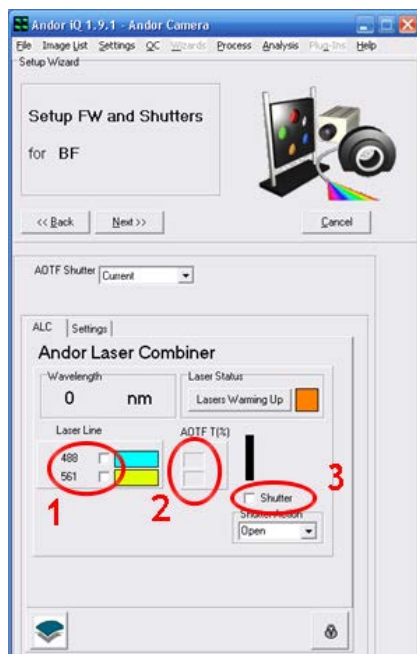 Andor iQ 1.9.1 - Andor Camera
File Image List Settings QC Wizards Process Analysis Plug-Ins Help
Setup Wizard
Setup FW and Shutters
for BF
<< Back Next >> Cancel
AOTF Shutter Current
ALC Settings
Andor Laser Combiner
Wavelength Laser Status
0 nm Lasers Warming Up
Laser Line AOTF T(%)
488
561
1 2 3
Shutter
Shutter Action
Open